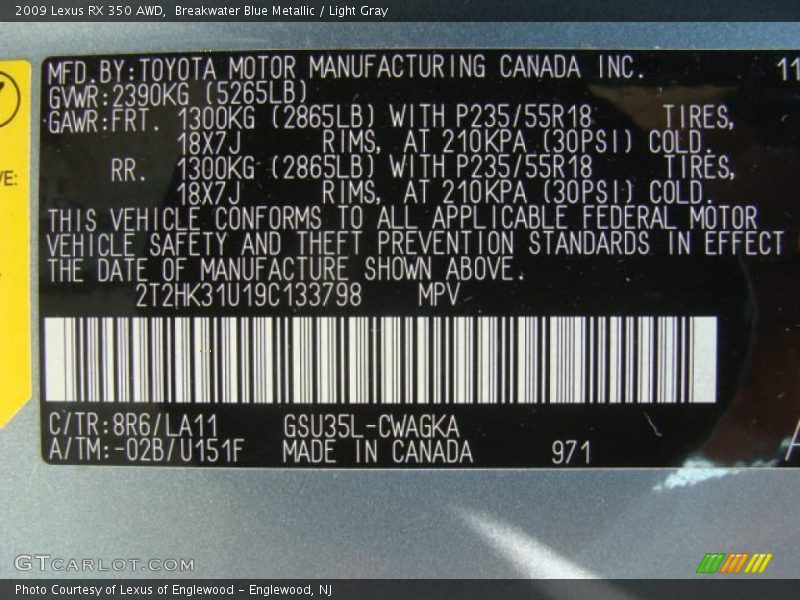 2009 Lexus RX 350 AWD, Breakwater Blue Metallic / Light Gray
MFD.BY:TOYOTA MOTOR MANUFACTURING CANADA INC. 11
GVWR:2390KG (5265LB)
GAWR:FRT. 1300KG (2865LB) WITH P235/55R18 TIRES,
18X7J RIMS, AT 210KPA (30PSI) COLD.
RR. 1300KG (2865LB) WITH P235/55R18 TIRES,
18X7J RIMS, AT 210KPA (30PSI) COLD.
THIS VEHICLE CONFORMS TO ALL APPLICABLE FEDERAL MOTOR
VEHICLE SAFETY AND THEFT PREVENTION STANDARDS IN EFFECT
THE DATE OF MANUFACTURE SHOWN ABOVE.
2T2HK31U19C133798 MPV
C/TR:8R6/LA11 GSU35L-CWAGKA
A/TM:-02B/U151F MADE IN CANADA 971 A
GTCARLOT.COM
Photo Courtesy of Lexus of Englewood - Englewood, NJ